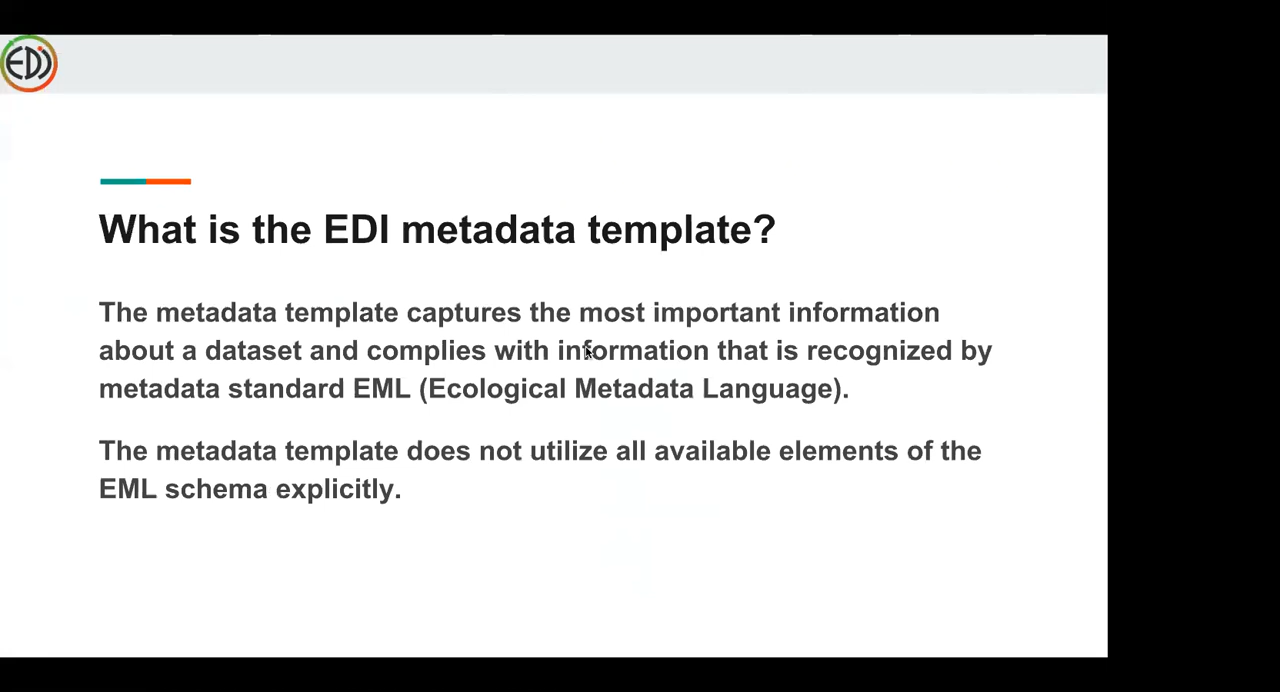 EDI
What is the EDI metadata template?
The metadata template captures the most important information
about a dataset and complies with information that is recognized by
metadata standard EML (Ecological Metadata Language).
The metadata template does not utilize all available elements of the
EML schema explicitly.